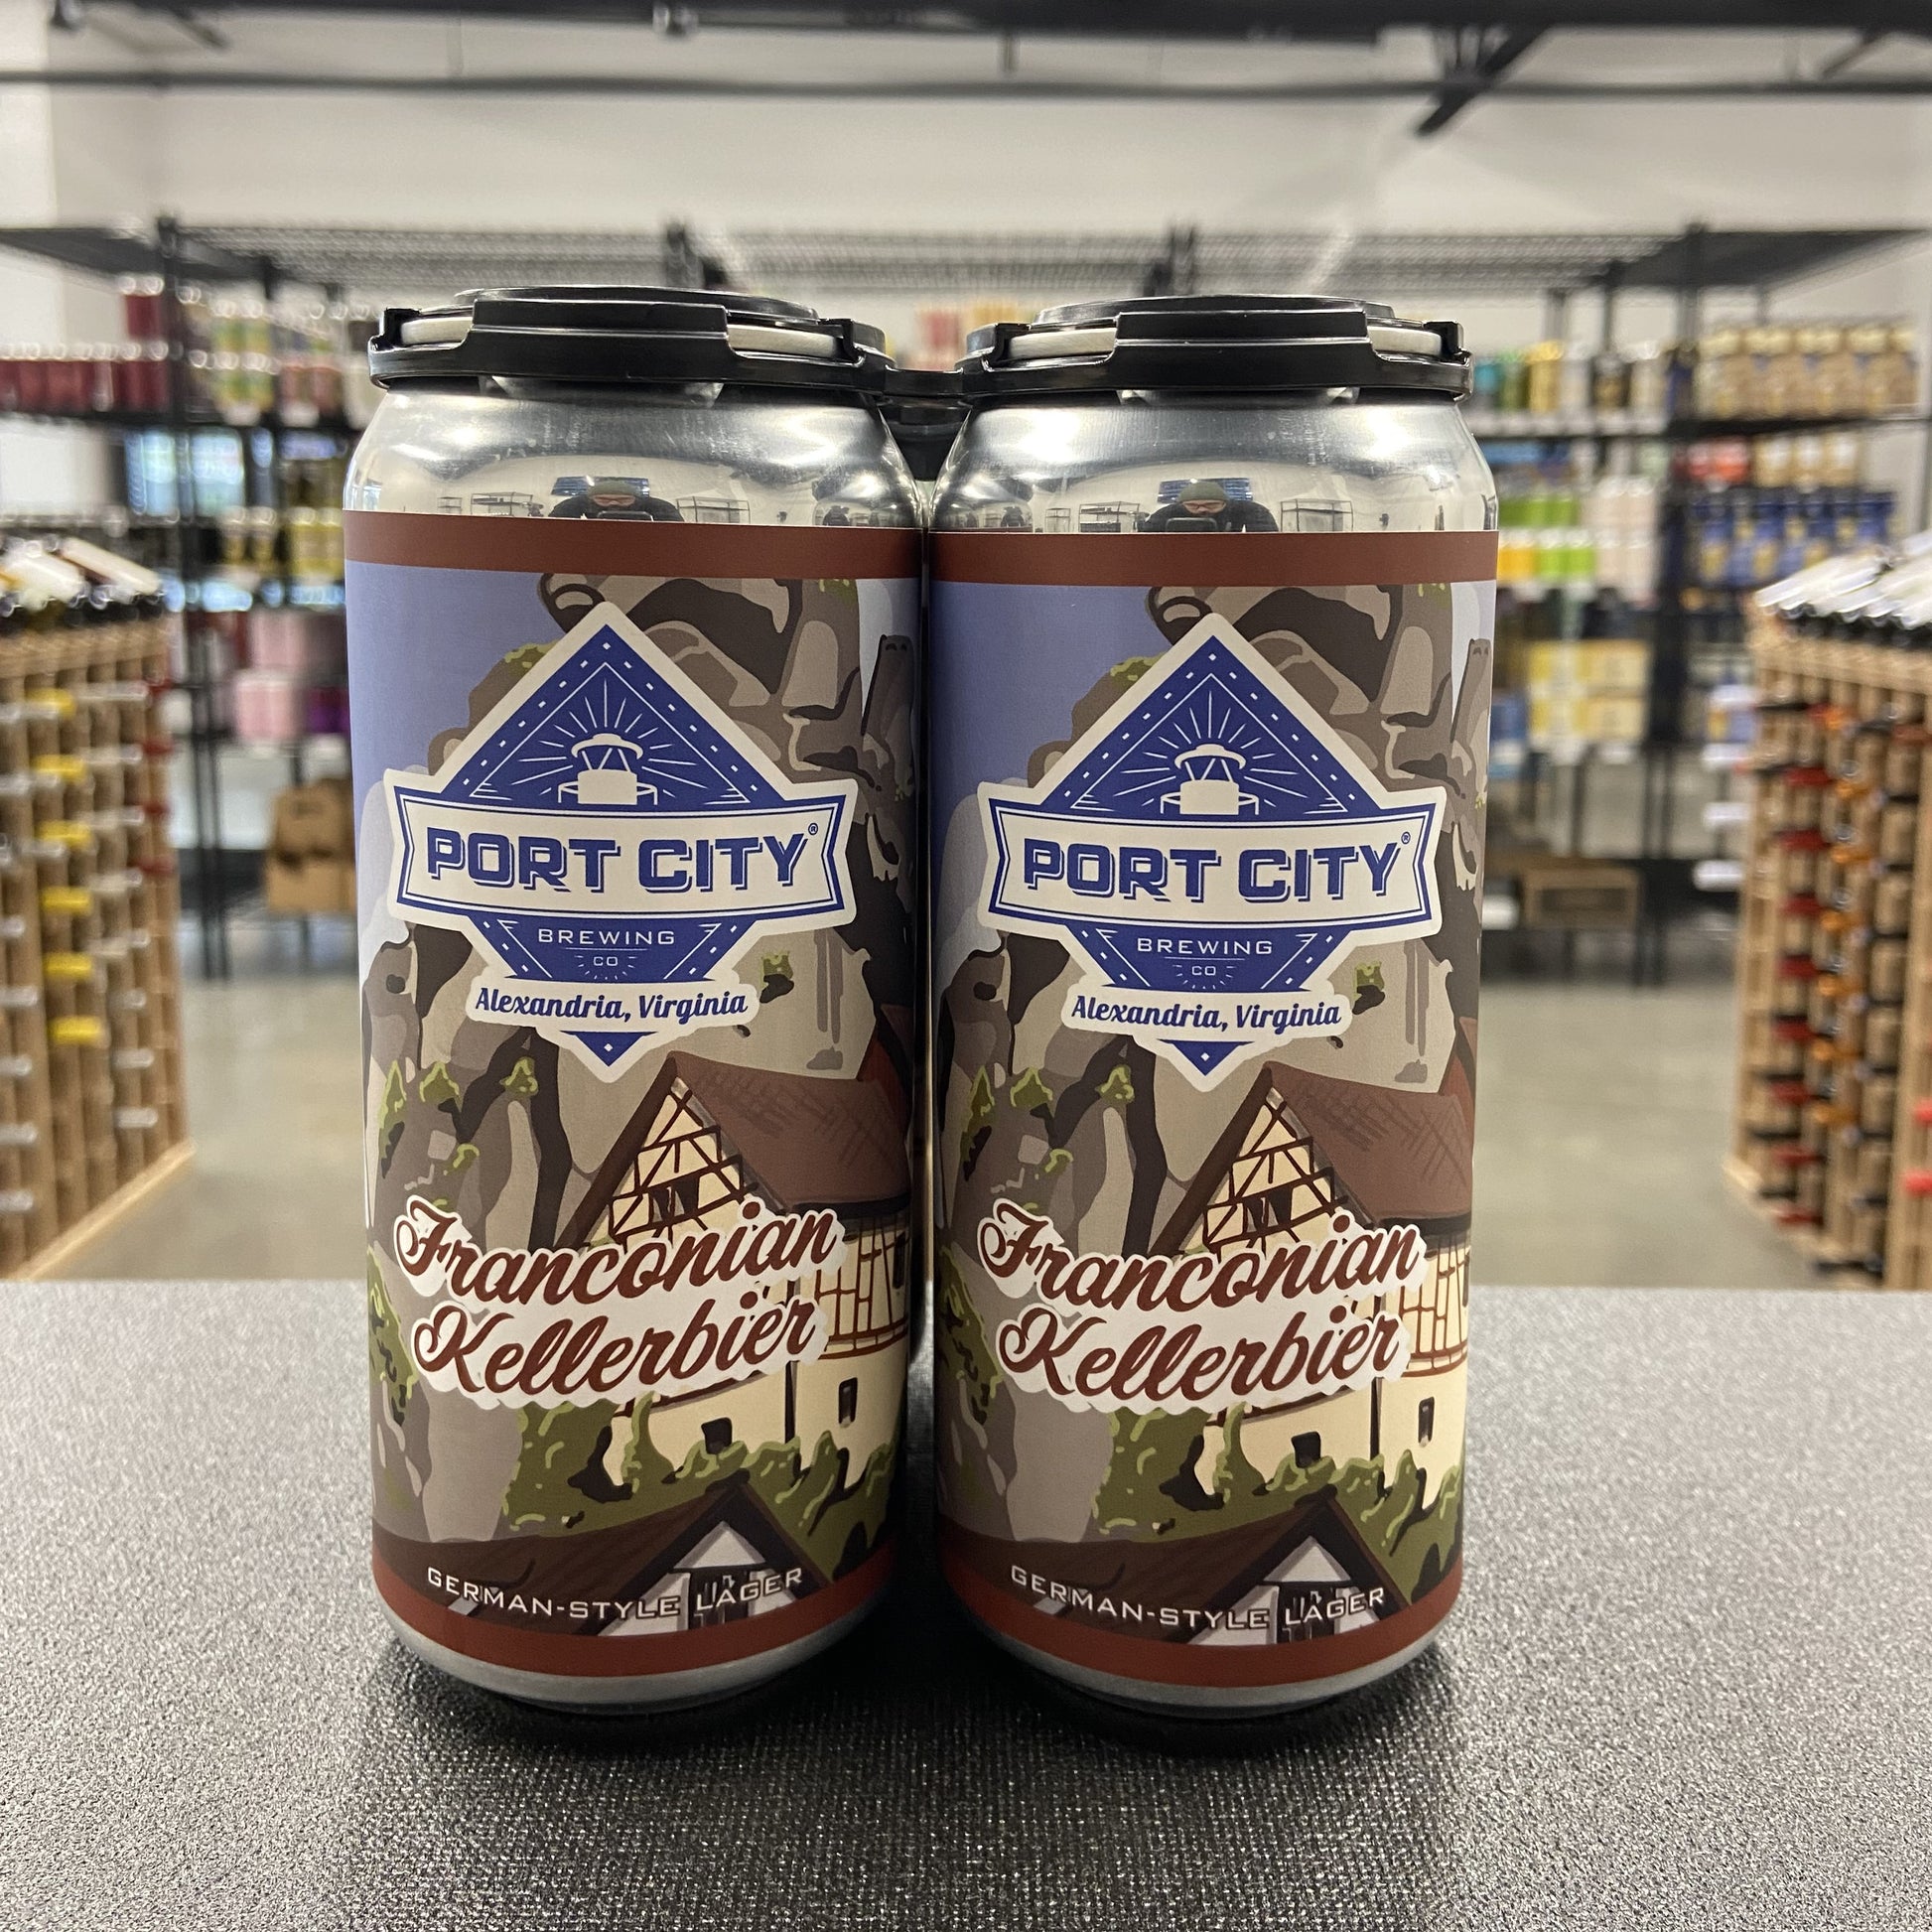 PORT CITY®
BREWING
CO
Alexandria, Virginia
Franconian
Kellerbier
GERMAN-STYLE LAGER
PORT CITY®
BREWING
CO
Alexandria, Virginia
Franconian
Kellerbier
GERMAN-STYLE LAGER